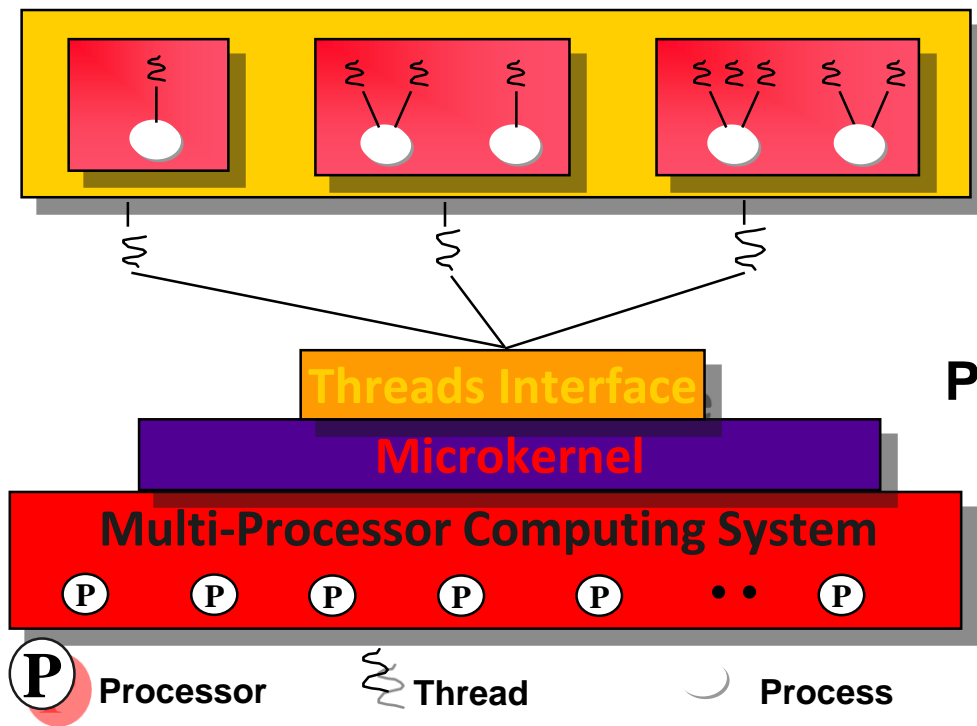 Threads Interface
P
Microkernel
Multi-Processor Computing System
P P P P P P
P Processor Thread Process